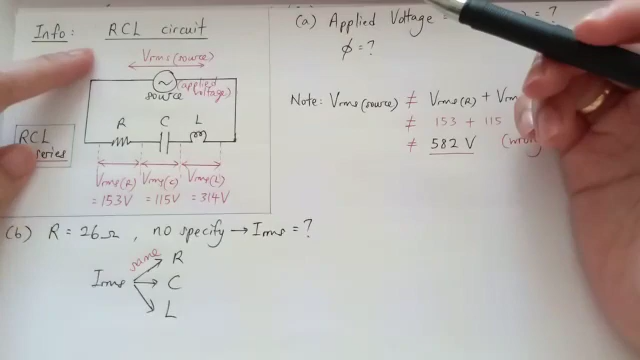 Info: RCL circuit
Vrms(source)
(applied voltage)
source
R C L
RCL
series
Vrms(R) Vrms(C) Vrms(L)
= 153V = 115V = 314V
(a) Applied Voltage = ?
ϕ = ?
Note: Vrms(source) ≠ Vrms(R) + Vrm
≠ 153 + 115
≠ 582 V
(b) R = 26Ω , no specify → Irms = ?
same
R
Irms C
L